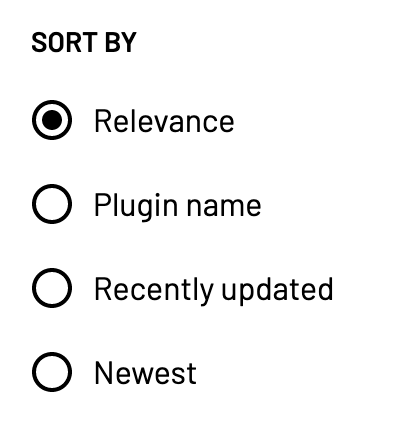 SORT BY
Relevance
Plugin name
Recently updated
Newest